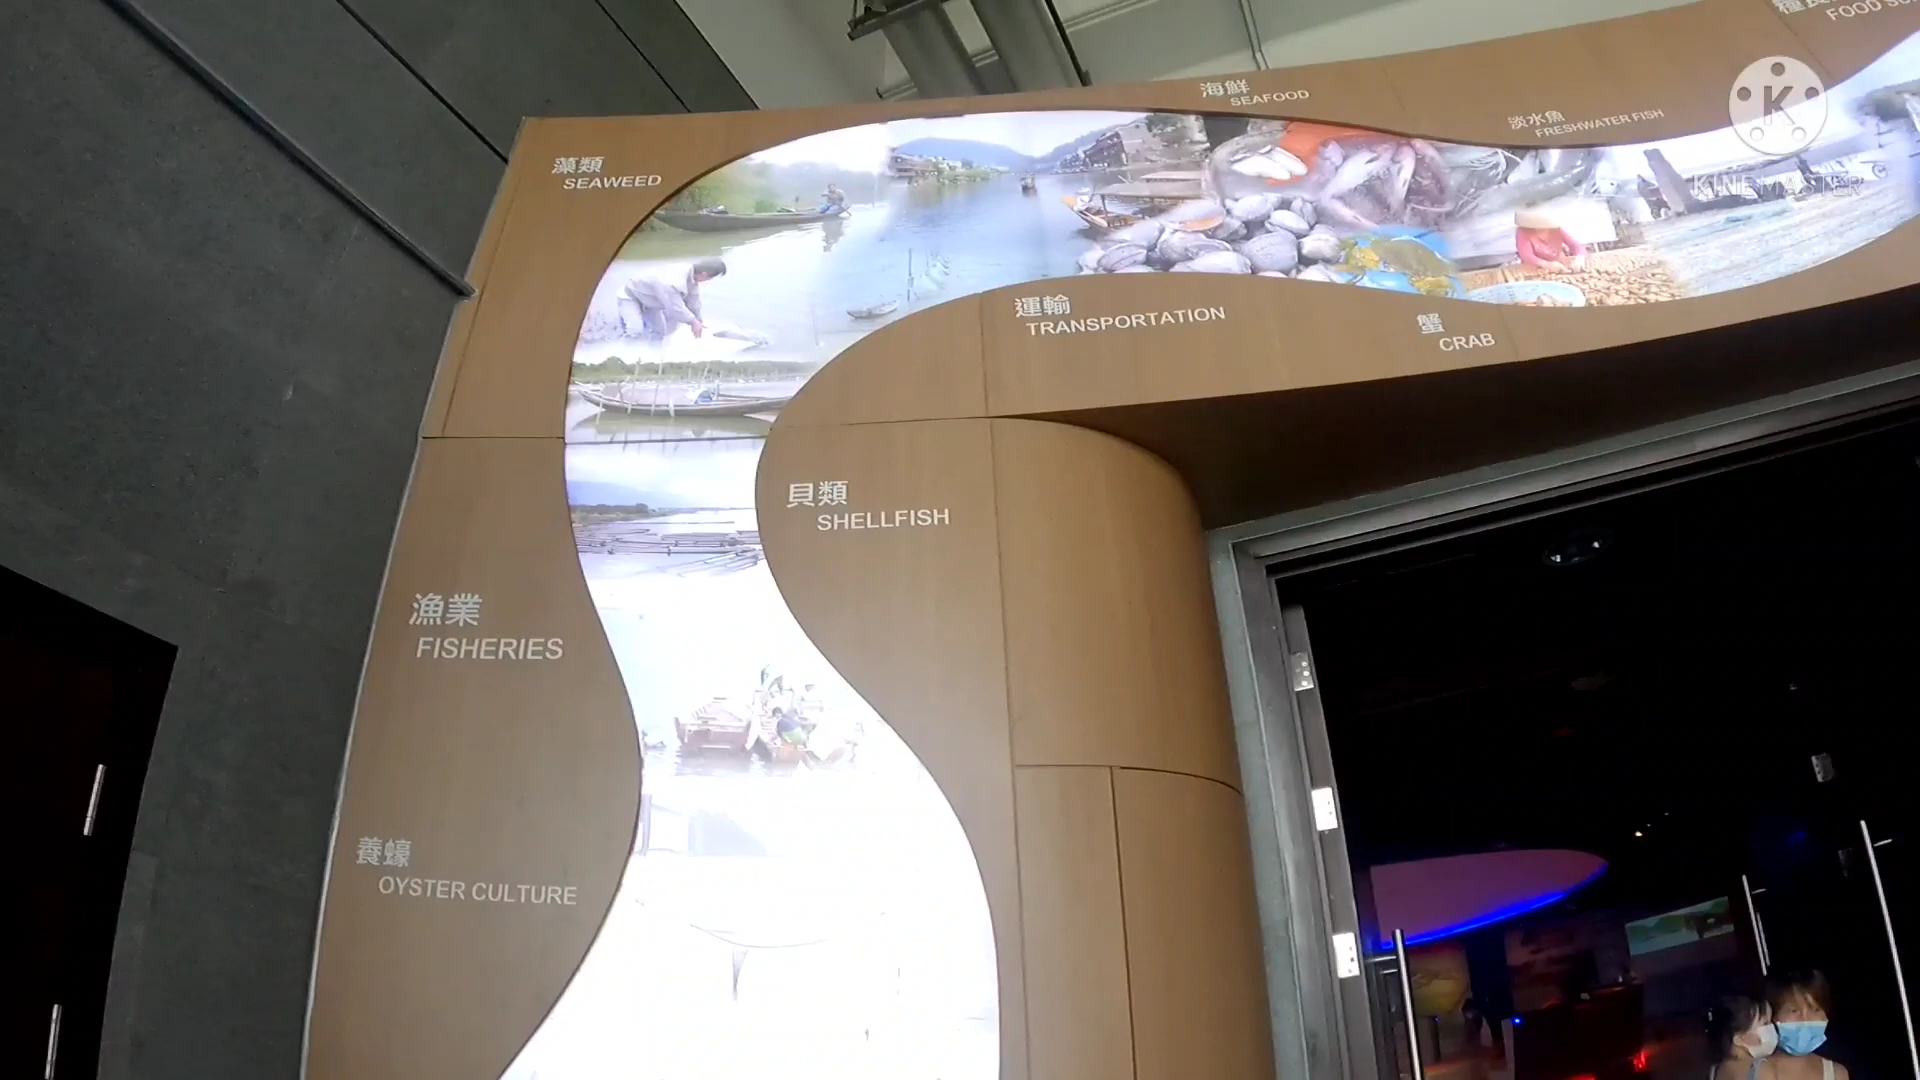 海鮮
SEAFOOD
淡水魚
FRESHWATER FISH
FOOD
藻類
SEAWEED
運輸
TRANSPORTATION
蟹
CRAB
貝類
SHELLFISH
漁業
FISHERIES
養蠔
OYSTER CULTURE
K
KINEMASTER